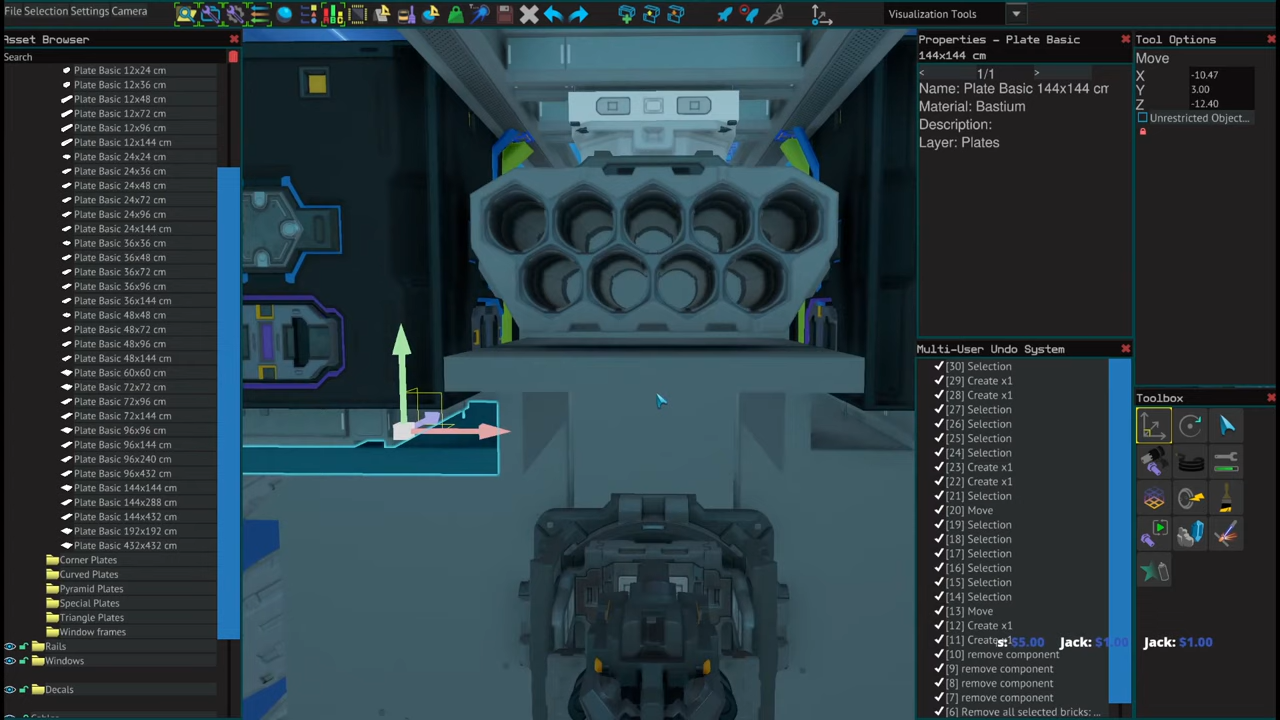 File Selection Settings Camera
Visualization Tools
Asset Browser
Search
Plate Basic 12x24 cm
Plate Basic 12x36 cm
Plate Basic 12x48 cm
Plate Basic 12x72 cm
Plate Basic 12x96 cm
Plate Basic 12x144 cm
Plate Basic 24x24 cm
Plate Basic 24x36 cm
Plate Basic 24x48 cm
Plate Basic 24x72 cm
Plate Basic 24x96 cm
Plate Basic 24x144 cm
Plate Basic 36x36 cm
Plate Basic 36x48 cm
Plate Basic 36x72 cm
Plate Basic 36x96 cm
Plate Basic 36x144 cm
Plate Basic 48x48 cm
Plate Basic 48x72 cm
Plate Basic 48x96 cm
Plate Basic 48x144 cm
Plate Basic 60x60 cm
Plate Basic 72x72 cm
Plate Basic 72x96 cm
Plate Basic 72x144 cm
Plate Basic 96x96 cm
Plate Basic 96x144 cm
Plate Basic 96x240 cm
Plate Basic 96x432 cm
Plate Basic 144x144 cm
Plate Basic 144x288 cm
Plate Basic 144x432 cm
Plate Basic 192x192 cm
Plate Basic 432x432 cm
Corner Plates
Curved Plates
Pyramid Plates
Special Plates
Triangle Plates
Window frames
Rails
Windows
Decals
Properties - Plate Basic
144x144 cm
< 1/1 >
Name: Plate Basic 144x144 cm
Material: Bastium
Description:
Layer: Plates
Multi-User Undo System
[30] Selection
[29] Create x1
[28] Create x1
[27] Selection
[26] Selection
[25] Selection
[24] Selection
[23] Create x1
[22] Create x1
[21] Selection
[20] Move
[19] Selection
[18] Selection
[17] Selection
[16] Selection
[15] Selection
[14] Selection
[13] Move
[12] Create x1
[11] Create x1
[10] remove component
[9] remove component
[8] remove component
[7] remove component
[6] Remove all selected bricks: ...
s: $5.00 Jack: $1.00 Jack: $1.00
Tool Options
Move
X -10.47
Y 3.00
Z -12.40
Unrestricted Object...
Toolbox